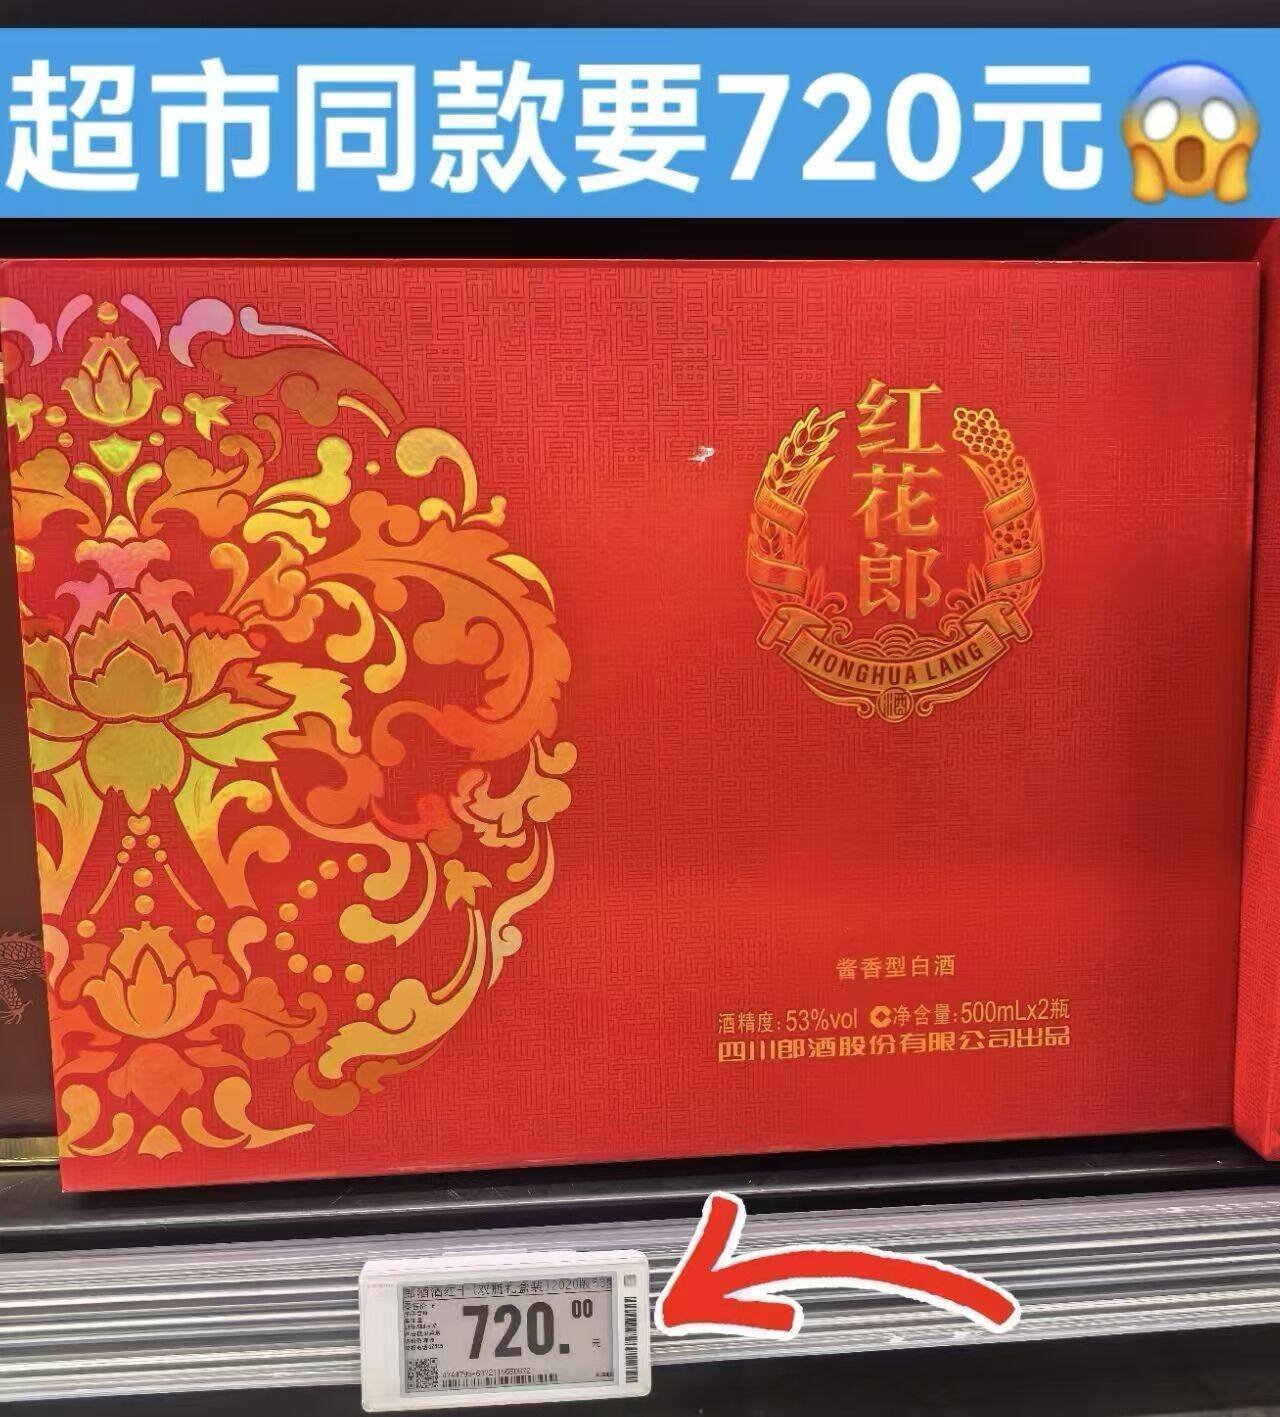 超市同款要720元
红花郎
HONGHUA LANG
酒
酱香型白酒
酒精度:53%vol 净含量:500mLx2瓶
四川郎酒股份有限公司出品
720.00
元